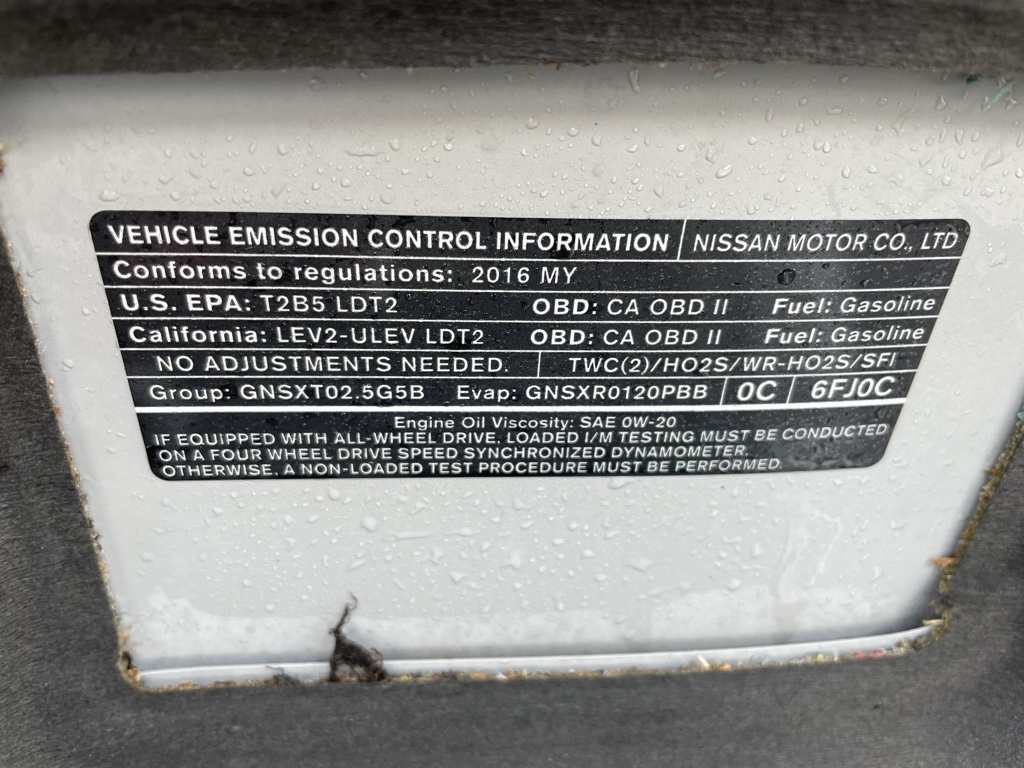 VEHICLE EMISSION CONTROL INFORMATION NISSAN MOTOR CO., LTD
Conforms to regulations: 2016 MY
U.S. EPA: T2B5 LDT2 OBD: CA OBD II Fuel: Gasoline
California: LEV2-ULEV LDT2 OBD: CA OBD II Fuel: Gasoline
NO ADJUSTMENTS NEEDED. TWC(2)/HO2S/WR-HO2S/SFI
Group: GNSXT02.5G5B Evap: GNSXR0120PBB 0C 6FJ0C
Engine Oil Viscosity: SAE 0W-20
IF EQUIPPED WITH ALL-WHEEL DRIVE, LOADED I/M TESTING MUST BE CONDUCTED
ON A FOUR WHEEL DRIVE SPEED SYNCHRONIZED DYNAMOMETER.
OTHERWISE, A NON-LOADED TEST PROCEDURE MUST BE PERFORMED.